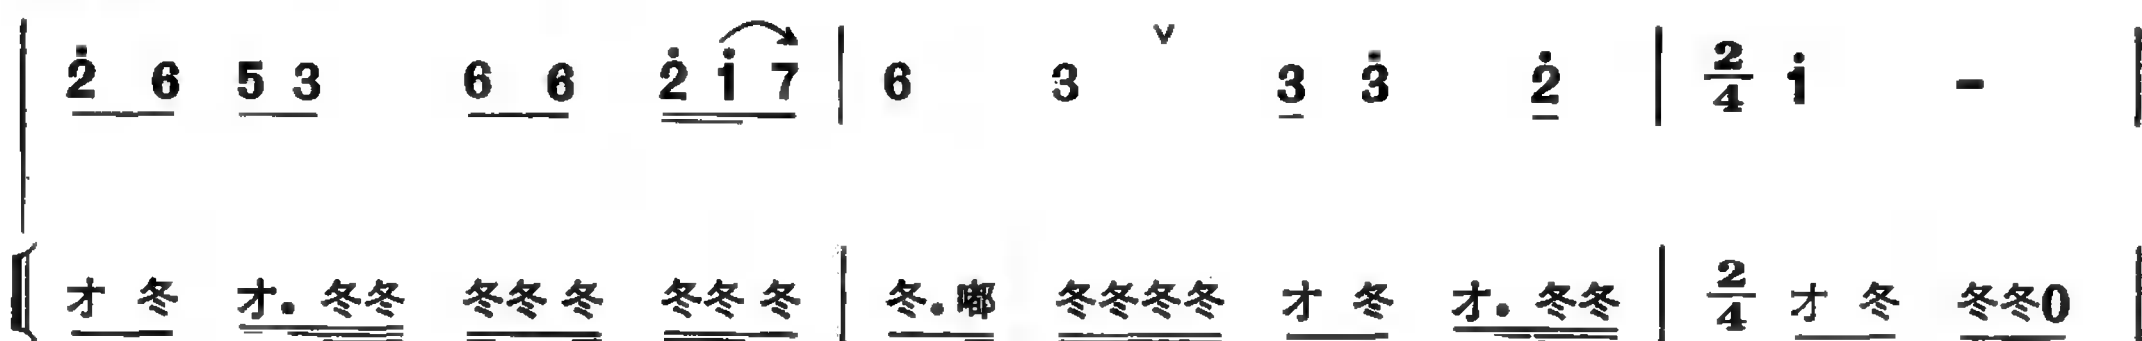 2̇ 6 5 3 6 6 2̇ 1̇ 7 | 6 3 ∨ 3 3̇ 2̇ | 2/4 1̇ - |
才 冬 才. 冬冬 冬冬 冬 冬冬 冬 | 冬.嘟 冬冬冬冬 才 冬 才. 冬冬 | 2/4 才 冬 冬冬0 |